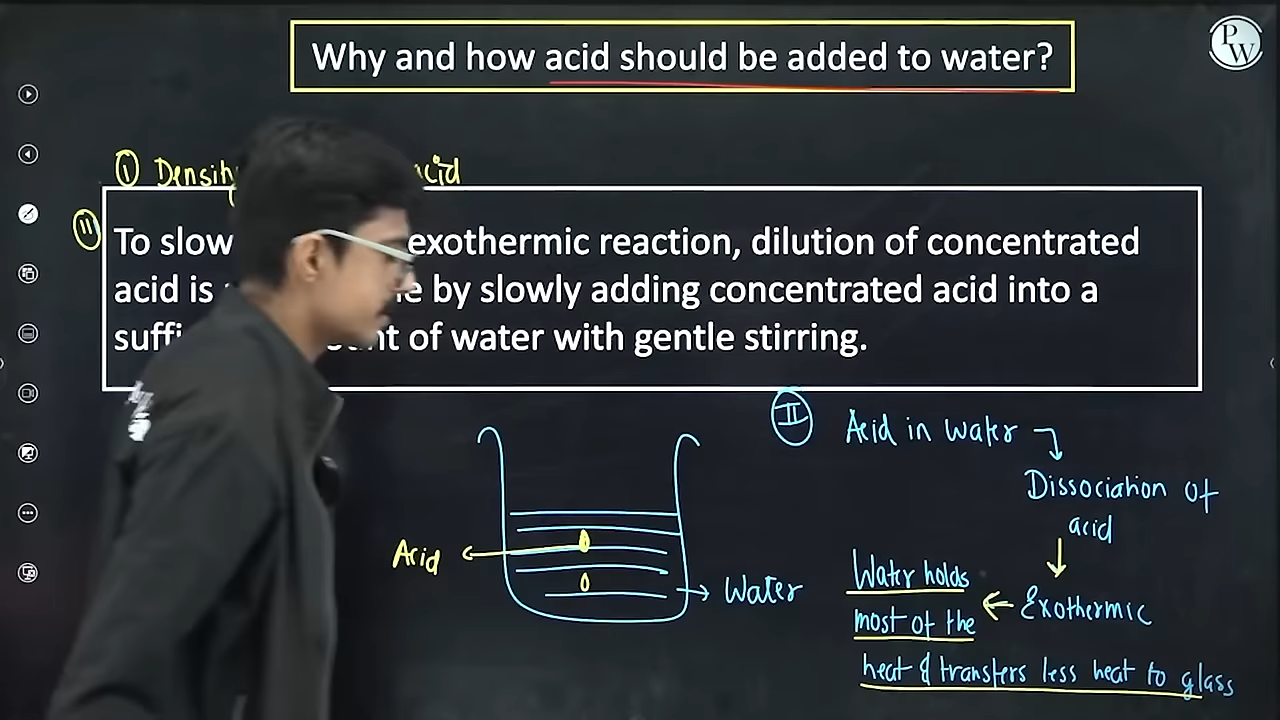 Why and how acid should be added to water?
PW
① Density acid
⑪ To slow exothermic reaction, dilution of concentrated
acid is by slowly adding concentrated acid into a
of water with gentle stirring.
Ⅱ Acid in water
Dissociation of
acid
Acid
Water
Exothermic
Water holds
most of the
heat & transfers less heat to glass